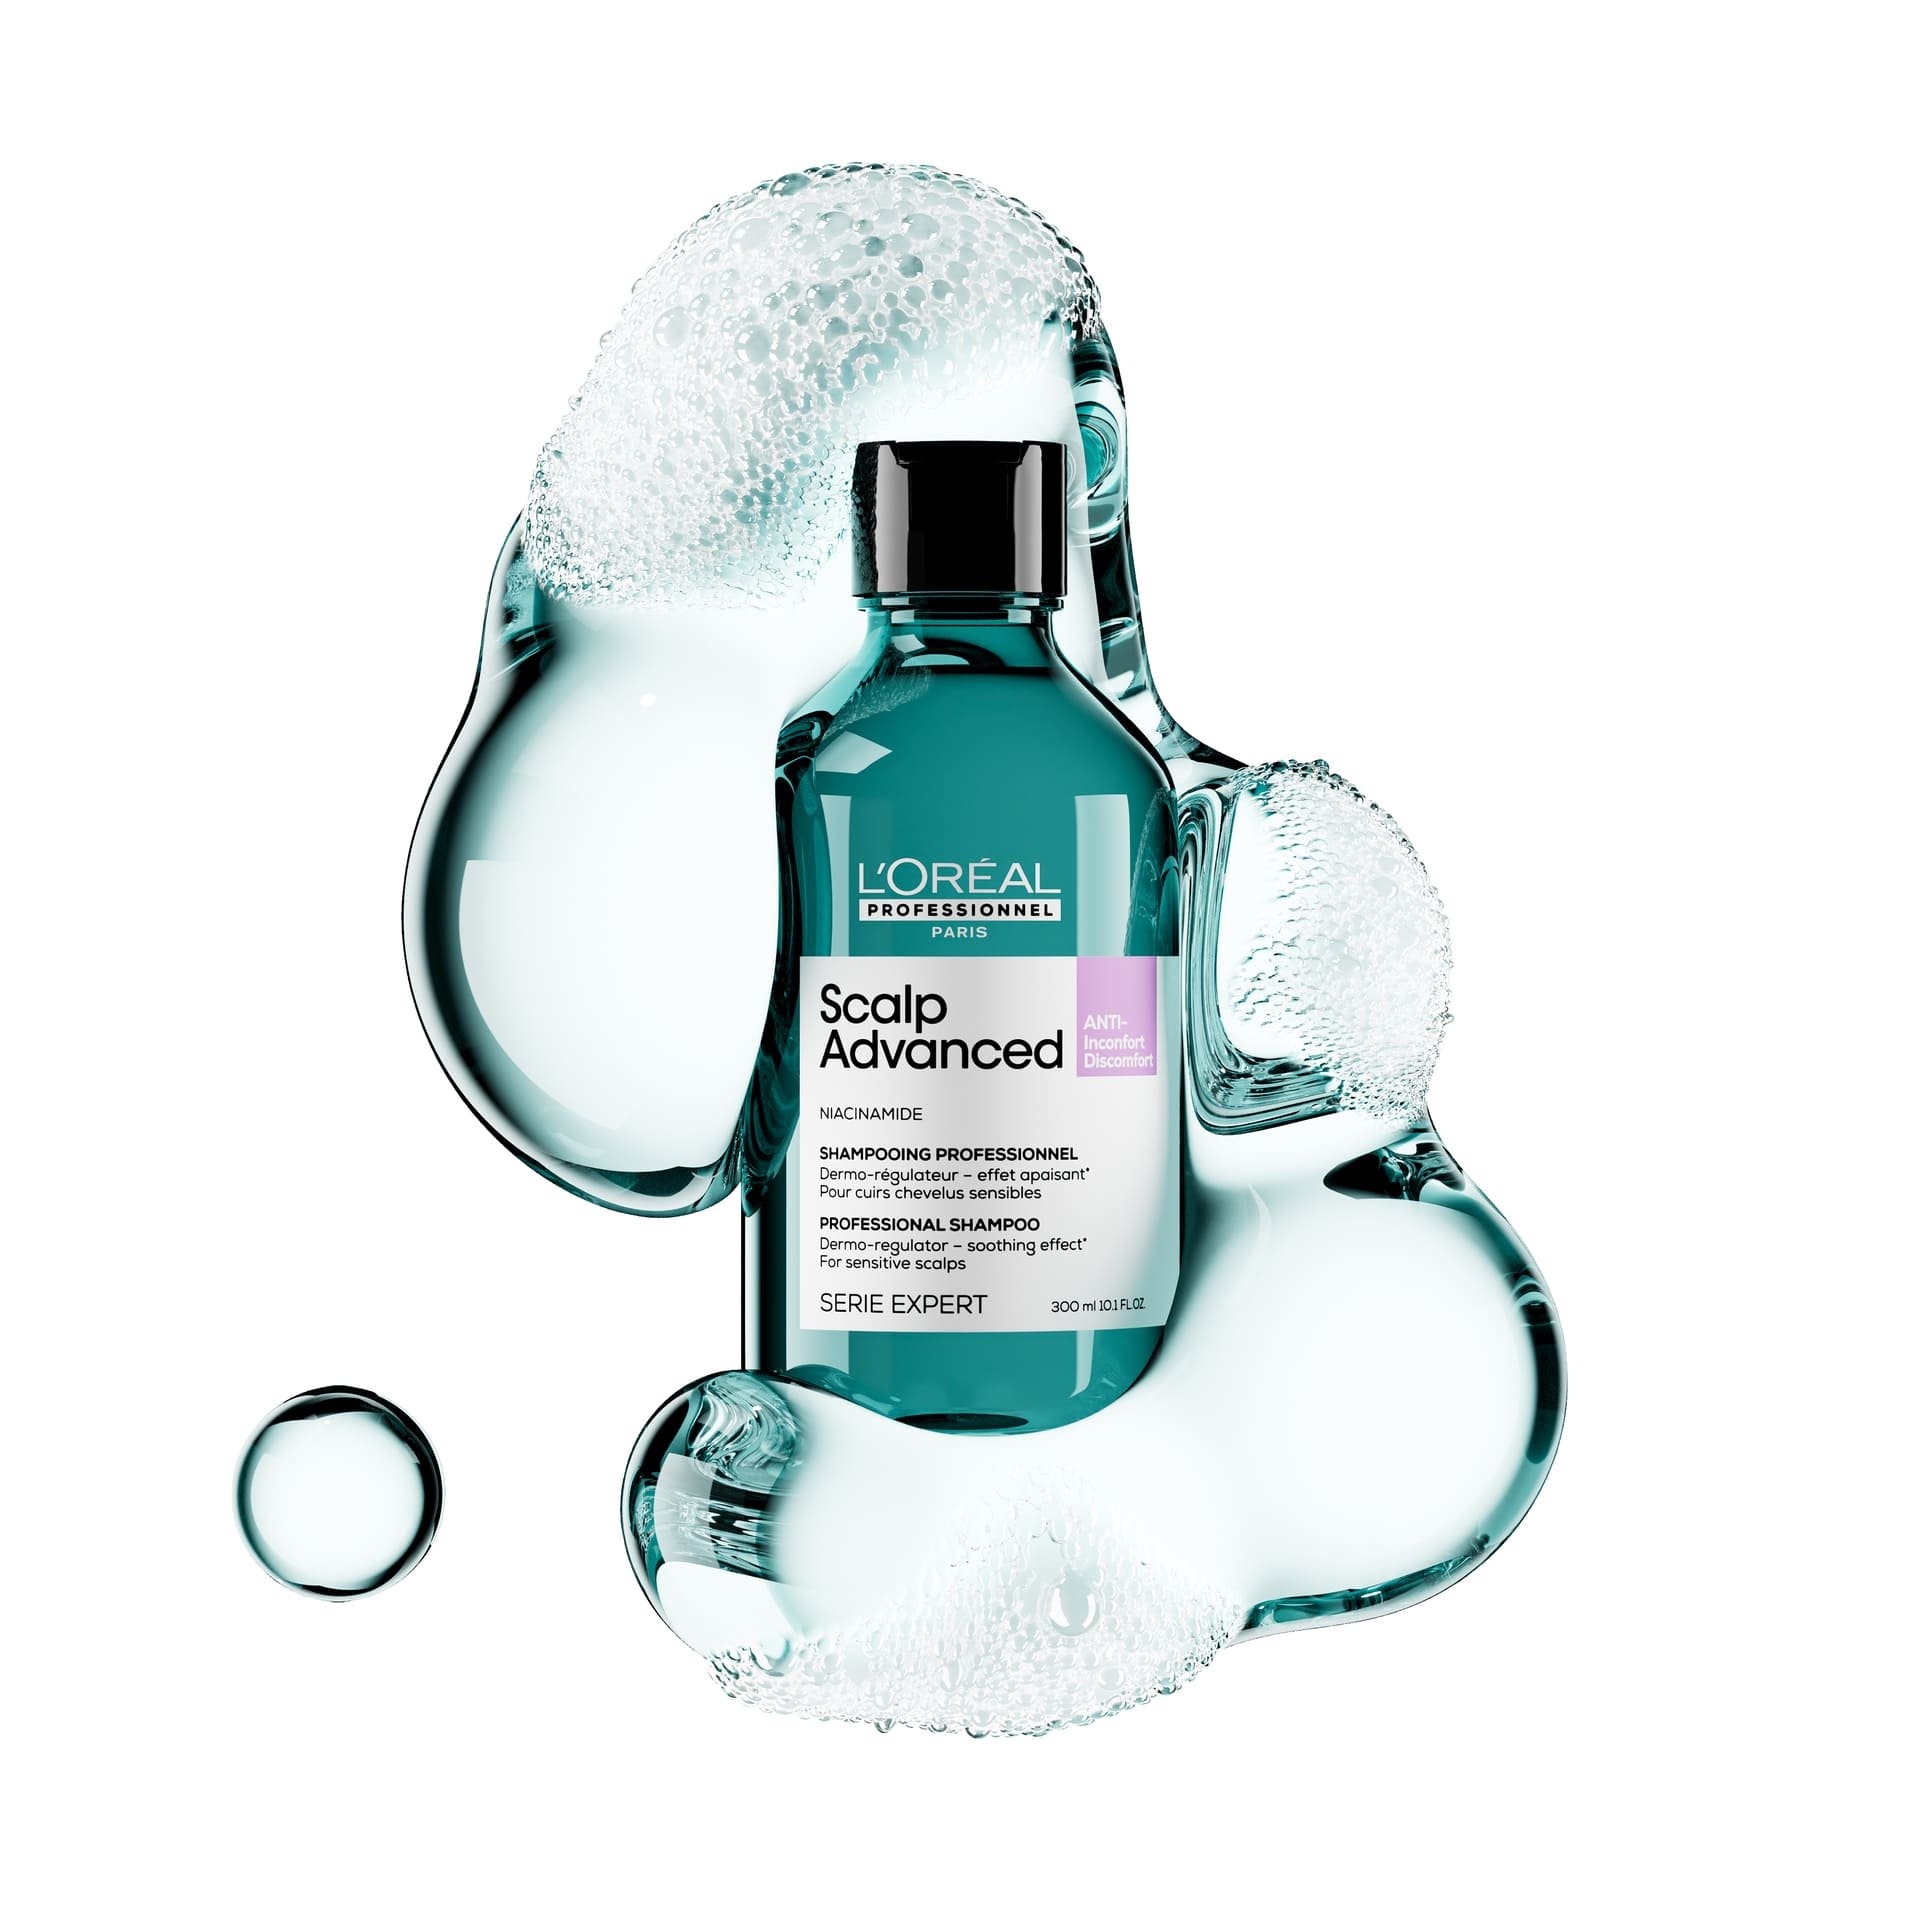 L'ORÉAL
PROFESSIONNEL
PARIS
Scalp
Advanced
ANTI-
Inconfort
Discomfort
NIACINAMIDE
SHAMPOOING PROFESSIONNEL
Dermo-régulateur – effet apaisant*
Pour cuirs chevelus sensibles
PROFESSIONAL SHAMPOO
Dermo-regulator – soothing effect*
For sensitive scalps
SERIE EXPERT
300 ml 10.1 FL.OZ.